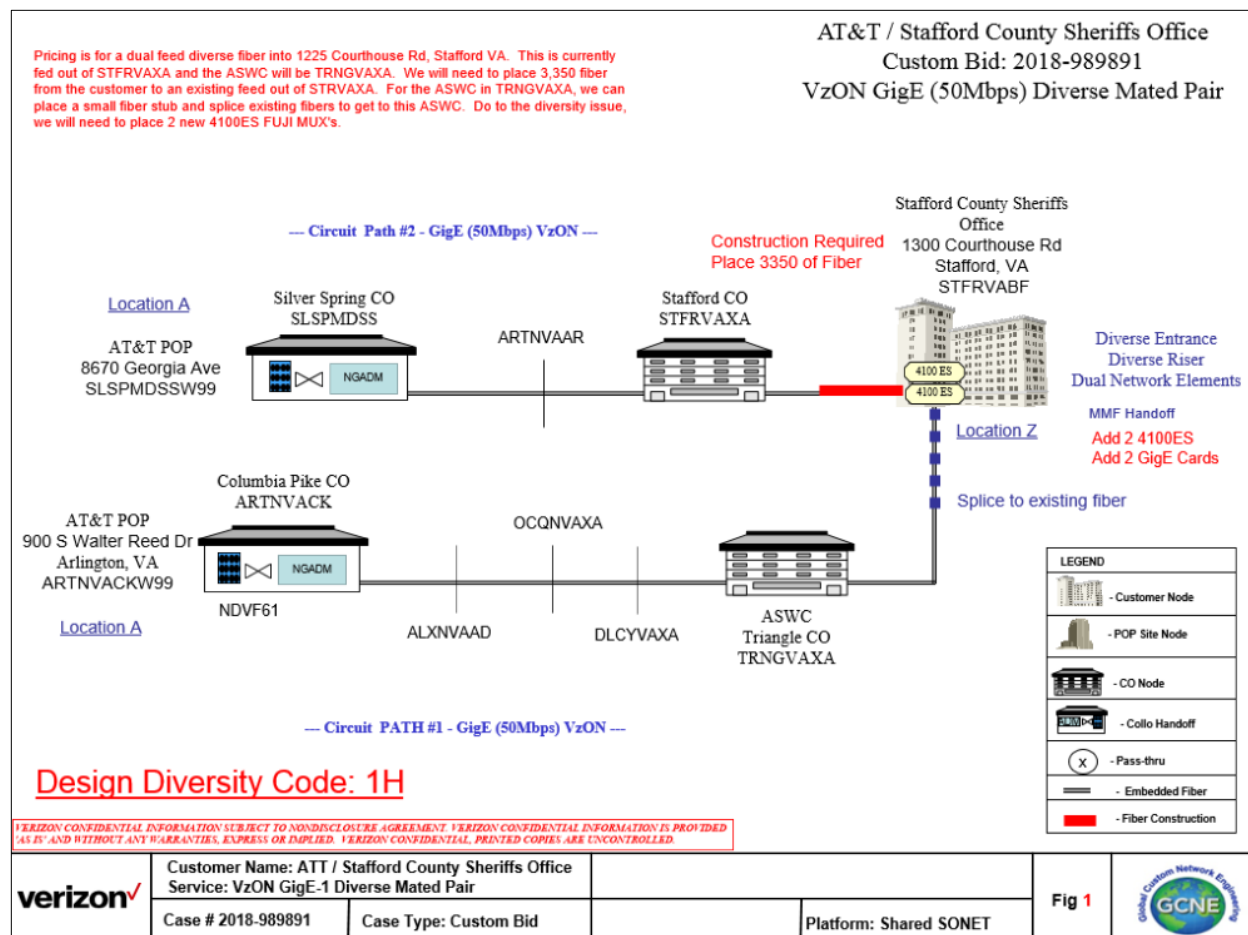 Pricing is for a dual feed diverse fiber into 1225 Courthouse Rd, Stafford VA.  This is currently
fed out of STFRVAXA and the ASWC will be TRNGVAXA.  We will need to place 3,350 fiber
from the customer to an existing feed out of STRVAXA.  For the ASWC in TRNGVAXA, we can
place a small fiber stub and splice existing fibers to get to this ASWC.  Do to the diversity issue,
we will need to place 2 new 4100ES FUJI MUX's.
AT&T / Stafford County Sheriffs Office
Custom Bid: 2018-989891
VzON GigE (50Mbps) Diverse Mated Pair
--- Circuit  Path #2 - GigE (50Mbps) VzON ---
Construction Required
Place 3350 of Fiber
Stafford County Sheriffs
Office
1300 Courthouse Rd
Stafford, VA
STFRVABF
Location A
AT&T POP
8670 Georgia Ave
SLSPMDSSW99
Silver Spring CO
SLSPMDSS
NGADM
ARTNVAAR
Stafford CO
STFRVAXA
4100 ES
4100 ES
Diverse Entrance
Diverse Riser
Dual Network Elements
MMF Handoff
Add 2 4100ES
Add 2 GigE Cards
Location Z
Splice to existing fiber
Columbia Pike CO
ARTNVACK
AT&T POP
900 S Walter Reed Dr
Arlington, VA
ARTNVACKW99
Location A
NGADM
NDVF61
OCQNVAXA
ALXNVAAD
DLCYVAXA
ASWC
Triangle CO
TRNGVAXA
--- Circuit  PATH #1 - GigE (50Mbps) VzON ---
LEGEND
- Customer Node
- POP Site Node
- CO Node
- Collo Handoff
X
- Pass-thru
- Embedded Fiber
- Fiber Construction
Design Diversity Code: 1H
VERIZON CONFIDENTIAL INFORMATION SUBJECT TO NONDISCLOSURE AGREEMENT. VERIZON CONFIDENTIAL INFORMATION IS PROVIDED
'AS IS' AND WITHOUT ANY WARRANTIES, EXPRESS OR IMPLIED.  VERIZON CONFIDENTIAL, PRINTED COPIES ARE UNCONTROLLED.
verizon
Customer Name: ATT / Stafford County Sheriffs Office
Service: VzON GigE-1 Diverse Mated Pair
Case # 2018-989891
Case Type: Custom Bid
Platform: Shared SONET
Fig 1
Global Custom Network Engineering
GCNE